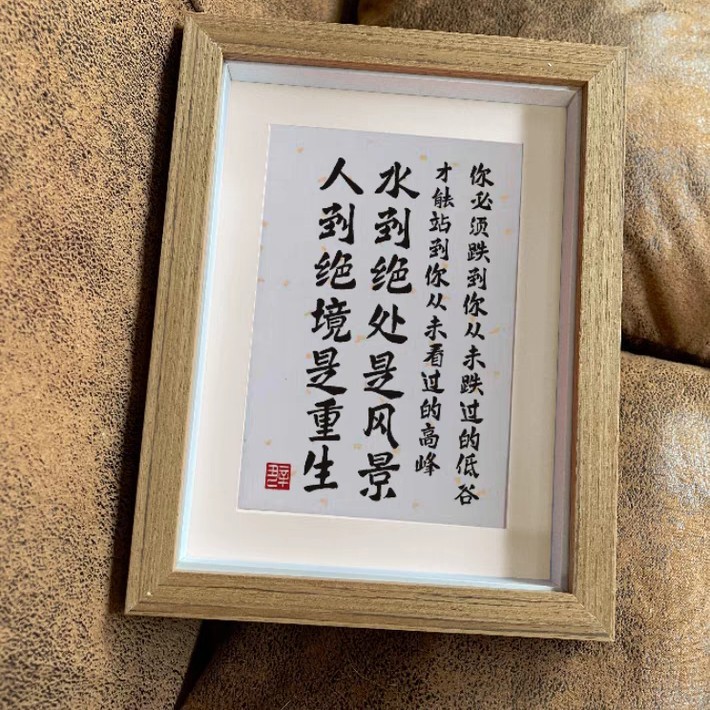 你必须跌到你从未跌过的低谷
才能站到你从未看过的高峰
水到绝处是风景
人到绝境是重生